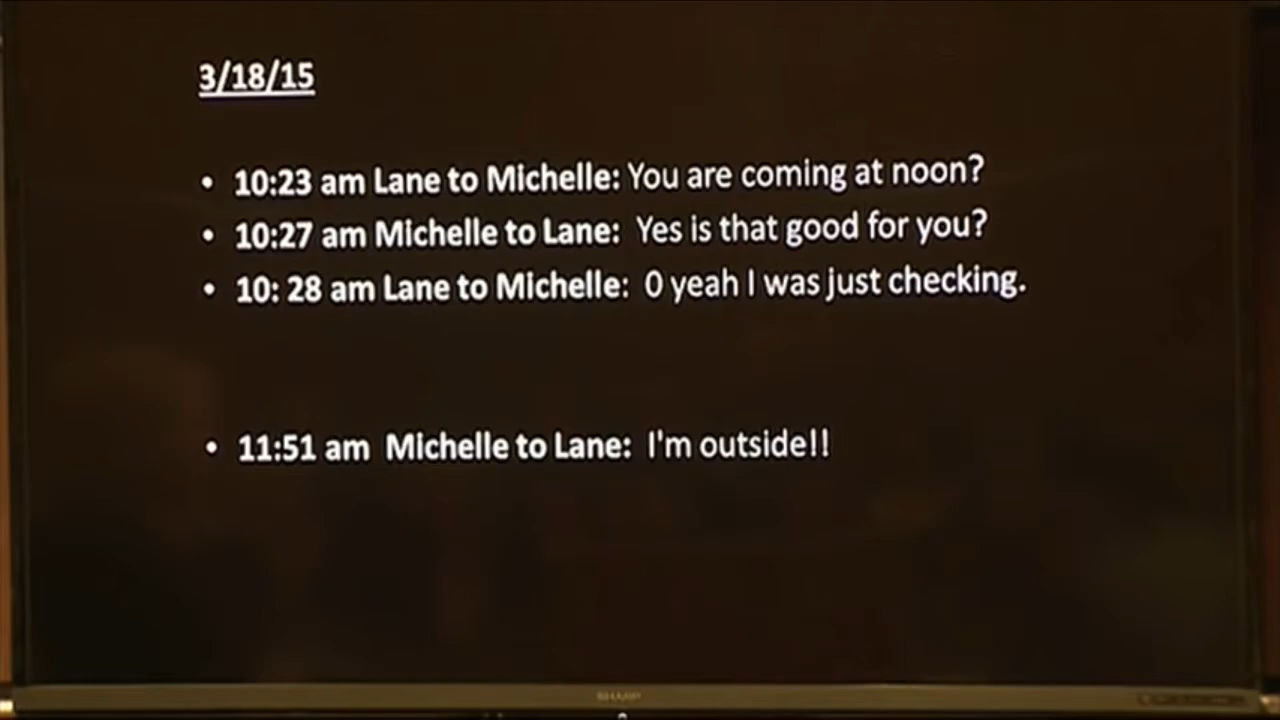 3/18/15
• 10:23 am Lane to Michelle: You are coming at noon?
• 10:27 am Michelle to Lane:  Yes is that good for you?
• 10: 28 am Lane to Michelle:  0 yeah I was just checking.
• 11:51 am  Michelle to Lane:  I'm outside!!
SHARP